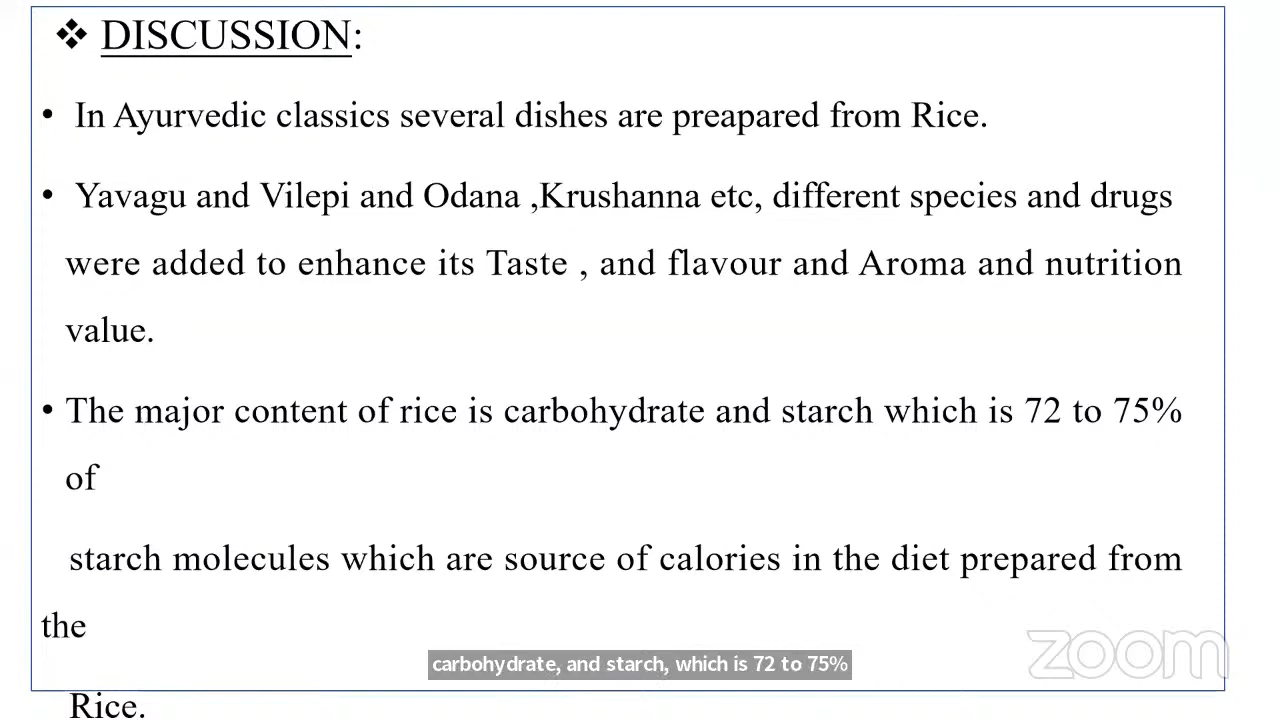 ❖ DISCUSSION:
• In Ayurvedic classics several dishes are preapared from Rice.
• Yavagu and Vilepi and Odana ,Krushanna etc, different species and drugs
were added to enhance its Taste , and flavour and Aroma and nutrition
value.
• The major content of rice is carbohydrate and starch which is 72 to 75%
of
starch molecules which are source of calories in the diet prepared from
the
carbohydrate, and starch, which is 72 to 75%
zoom
Rice.